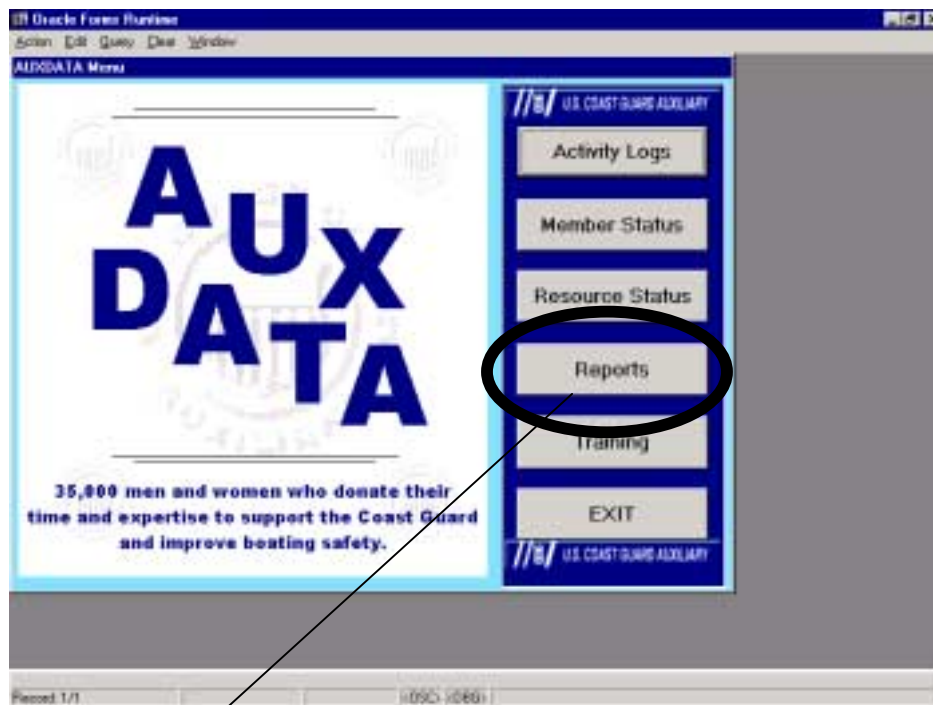 Oracle Forms Runtime
Action Edit Query Clear Window
AUXDATA Menu
AUX
DATA
35,000 men and women who donate their
time and expertise to support the Coast Guard
and improve boating safety.
U.S. COAST GUARD AUXILIARY
Activity Logs
Member Status
Resource Status
Reports
Training
EXIT
U.S. COAST GUARD AUXILIARY
Record: 1/1 <OSC> <DBG>